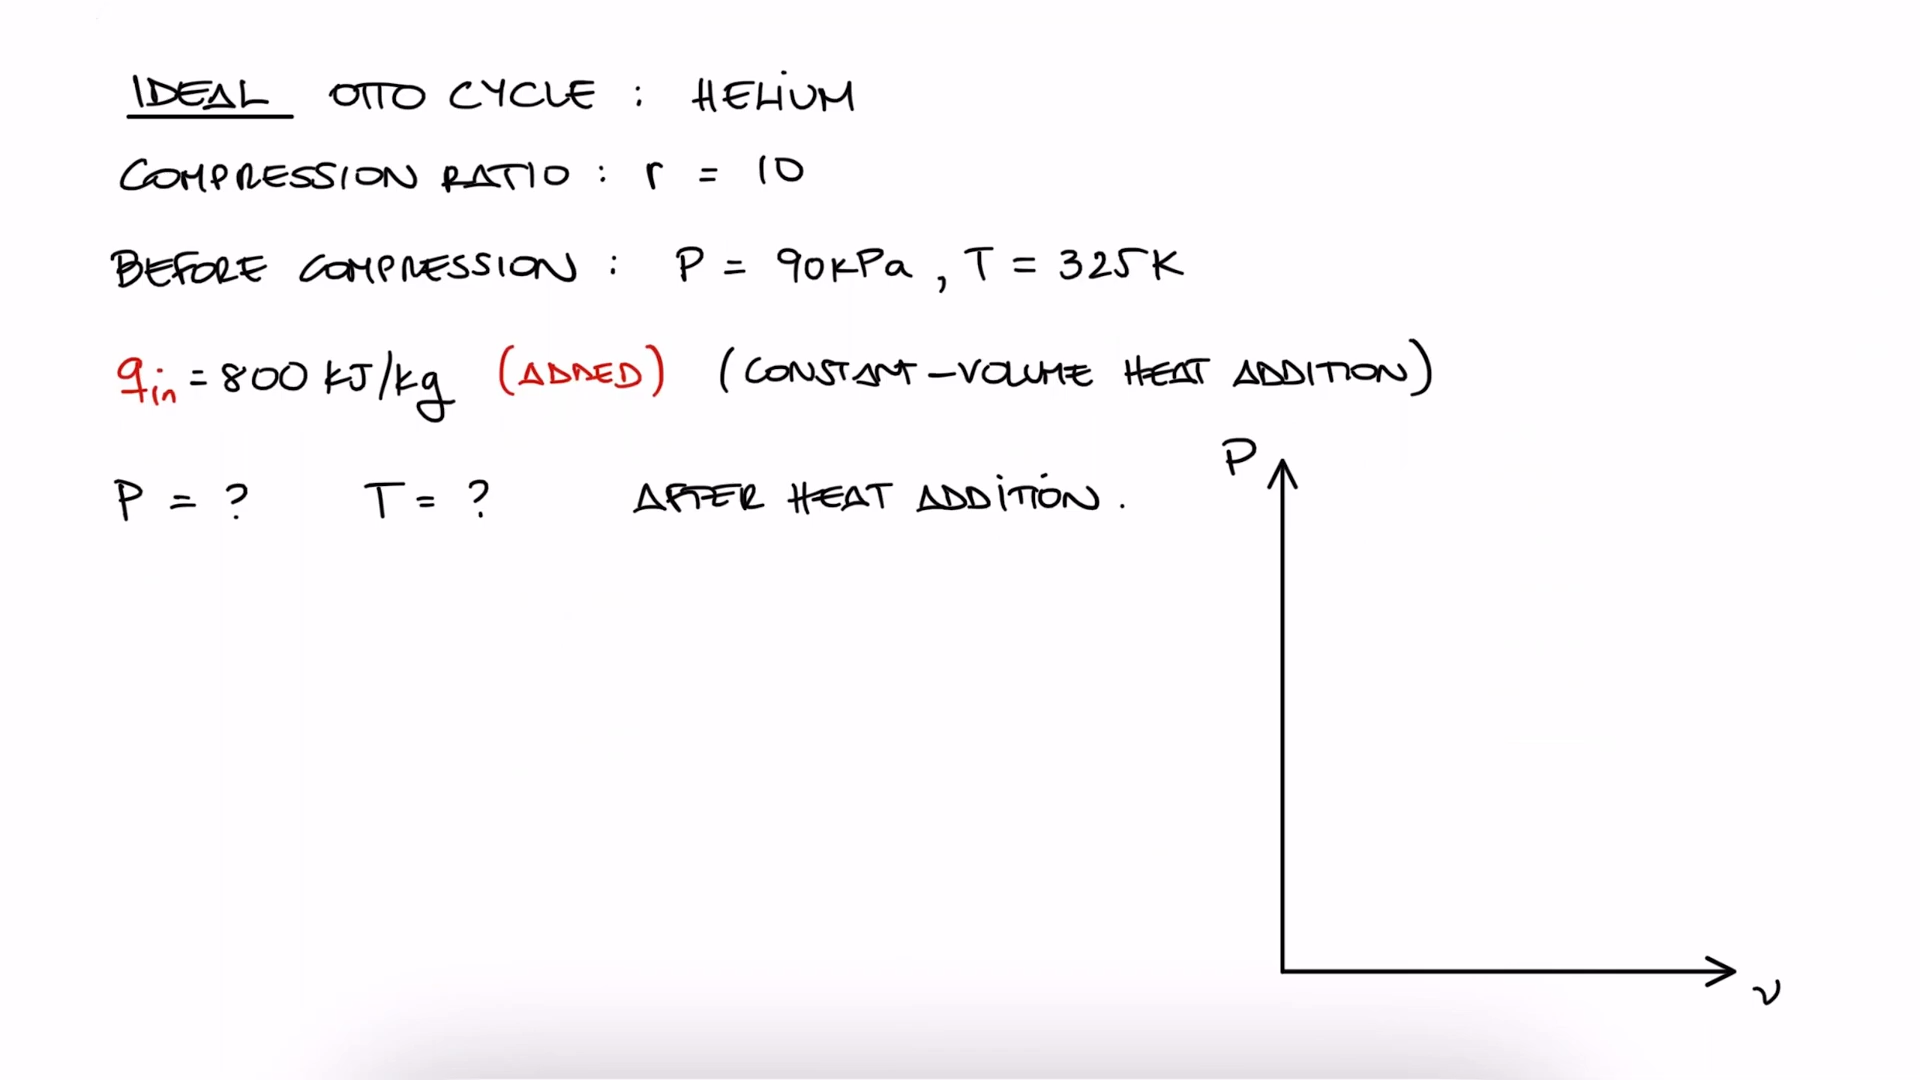 IDEAL OTTO CYCLE : HELIUM
COMPRESSION RATIO : r = 10
BEFORE COMPRESSION : P = 90kPa , T = 325K
qin = 800 kJ/kg (ADDED) (CONSTANT-VOLUME HEAT ADDITION)
P = ? T = ? AFTER HEAT ADDITION.
P
v